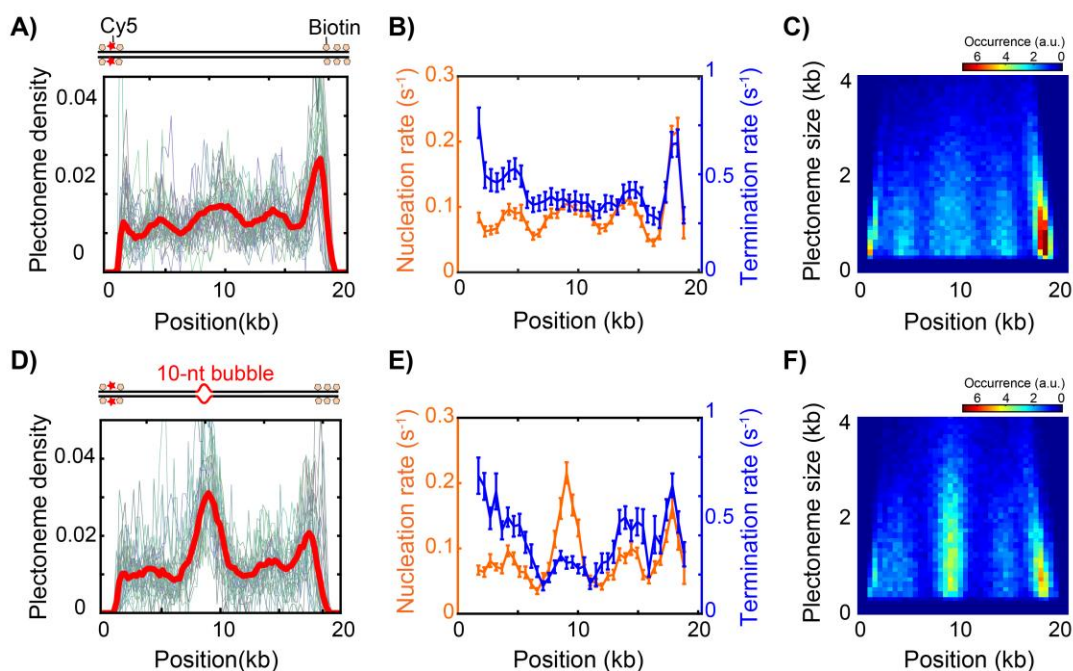 A)
Cy5
Biotin
Plectoneme density
0.04
0.02
0
0
10
20
Position(kb)
B)
Nucleation rate (s⁻¹)
0.3
0.2
0.1
0
1
0.5
0
Termination rate (s⁻¹)
0
10
20
Position (kb)
C)
Occurrence (a.u.)
6 4 2 0
Plectoneme size (kb)
4
2
0
0
10
20
Position (kb)
D)
10-nt bubble
Plectoneme density
0.04
0.02
0
0
10
20
Position(kb)
E)
Nucleation rate (s⁻¹)
0.3
0.2
0.1
0
1
0.5
0
Termination rate (s⁻¹)
0
10
20
Position (kb)
F)
Occurrence (a.u.)
6 4 2 0
Plectoneme size (kb)
4
2
0
0
10
20
Position (kb)